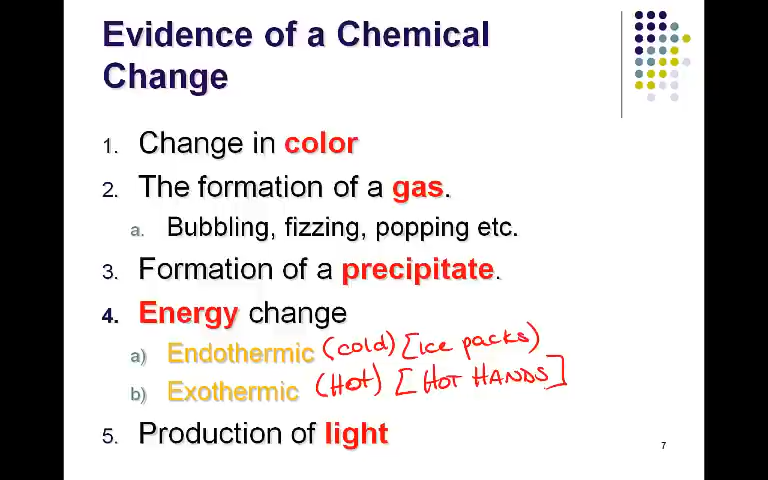 Evidence of a Chemical
Change
1. Change in color
2. The formation of a gas.
a. Bubbling, fizzing, popping etc.
3. Formation of a precipitate.
4. Energy change
a) Endothermic (cold) [Ice packs)
b) Exothermic (Hot) [HOT HANDS]
5. Production of light
7